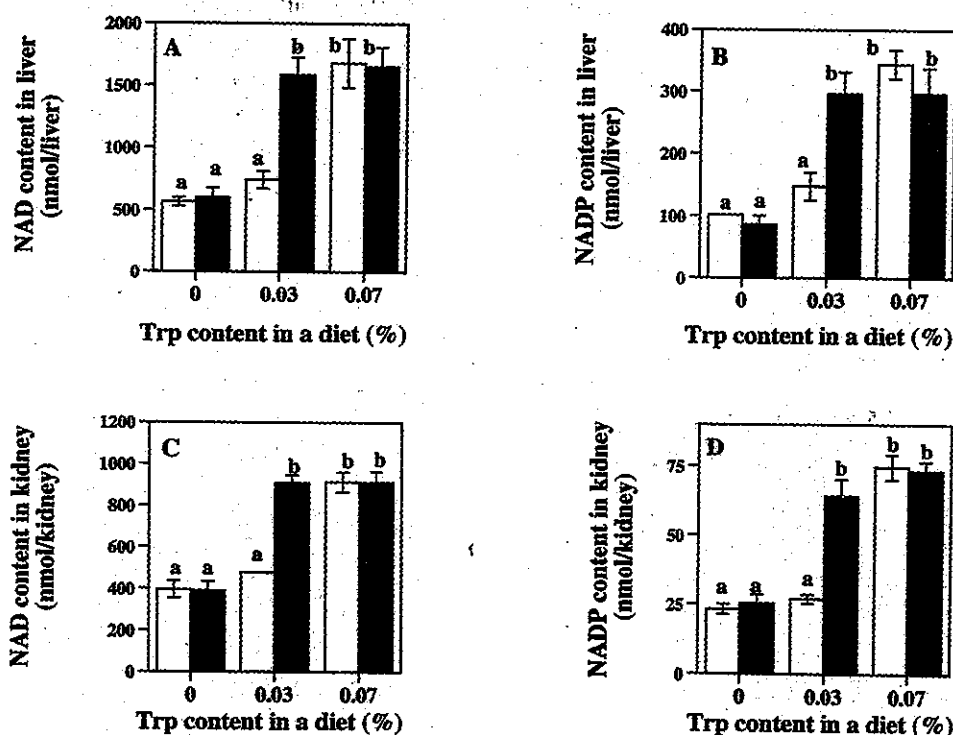 A
NAD content in liver
(nmol/liver)
2000
1500
1000
500
0
a a a b b b
0 0.03 0.07
Trp content in a diet (%)
B
NADP content in liver
(nmol/liver)
400
300
200
100
0
a a a b b b
0 0.03 0.07
Trp content in a diet (%)
C
NAD content in kidney
(nmol/kidney)
1200
1000
800
600
400
200
0
a a a b b b
0 0.03 0.07
Trp content in a diet (%)
D
NADP content in kidney
(nmol/kidney)
75
50
25
0
a a a b b b
0 0.03 0.07
Trp content in a diet (%)